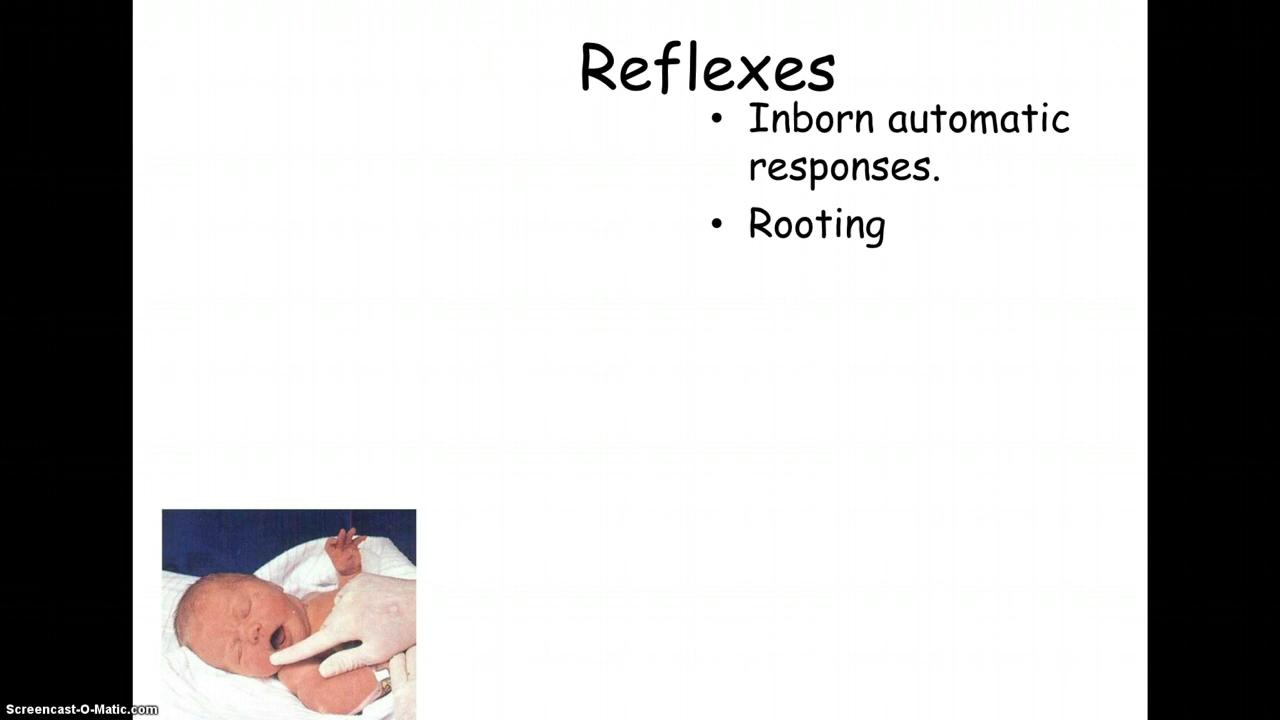 Reflexes
• Inborn automatic
responses.
• Rooting
Screencast-O-Matic.com